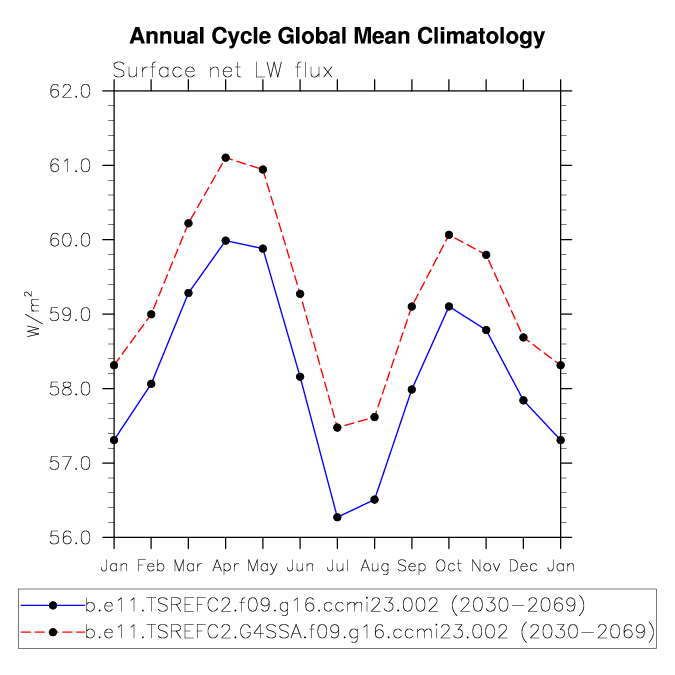 Annual Cycle Global Mean Climatology
Surface net LW flux
62.0
61.0
60.0
59.0
58.0
57.0
56.0
W/m²
Jan Feb Mar Apr May Jun Jul Aug Sep Oct Nov Dec Jan
b.e11.TSREFC2.f09.g16.ccmi23.002 (2030-2069)
b.e11.TSREFC2.G4SSA.f09.g16.ccmi23.002 (2030-2069)